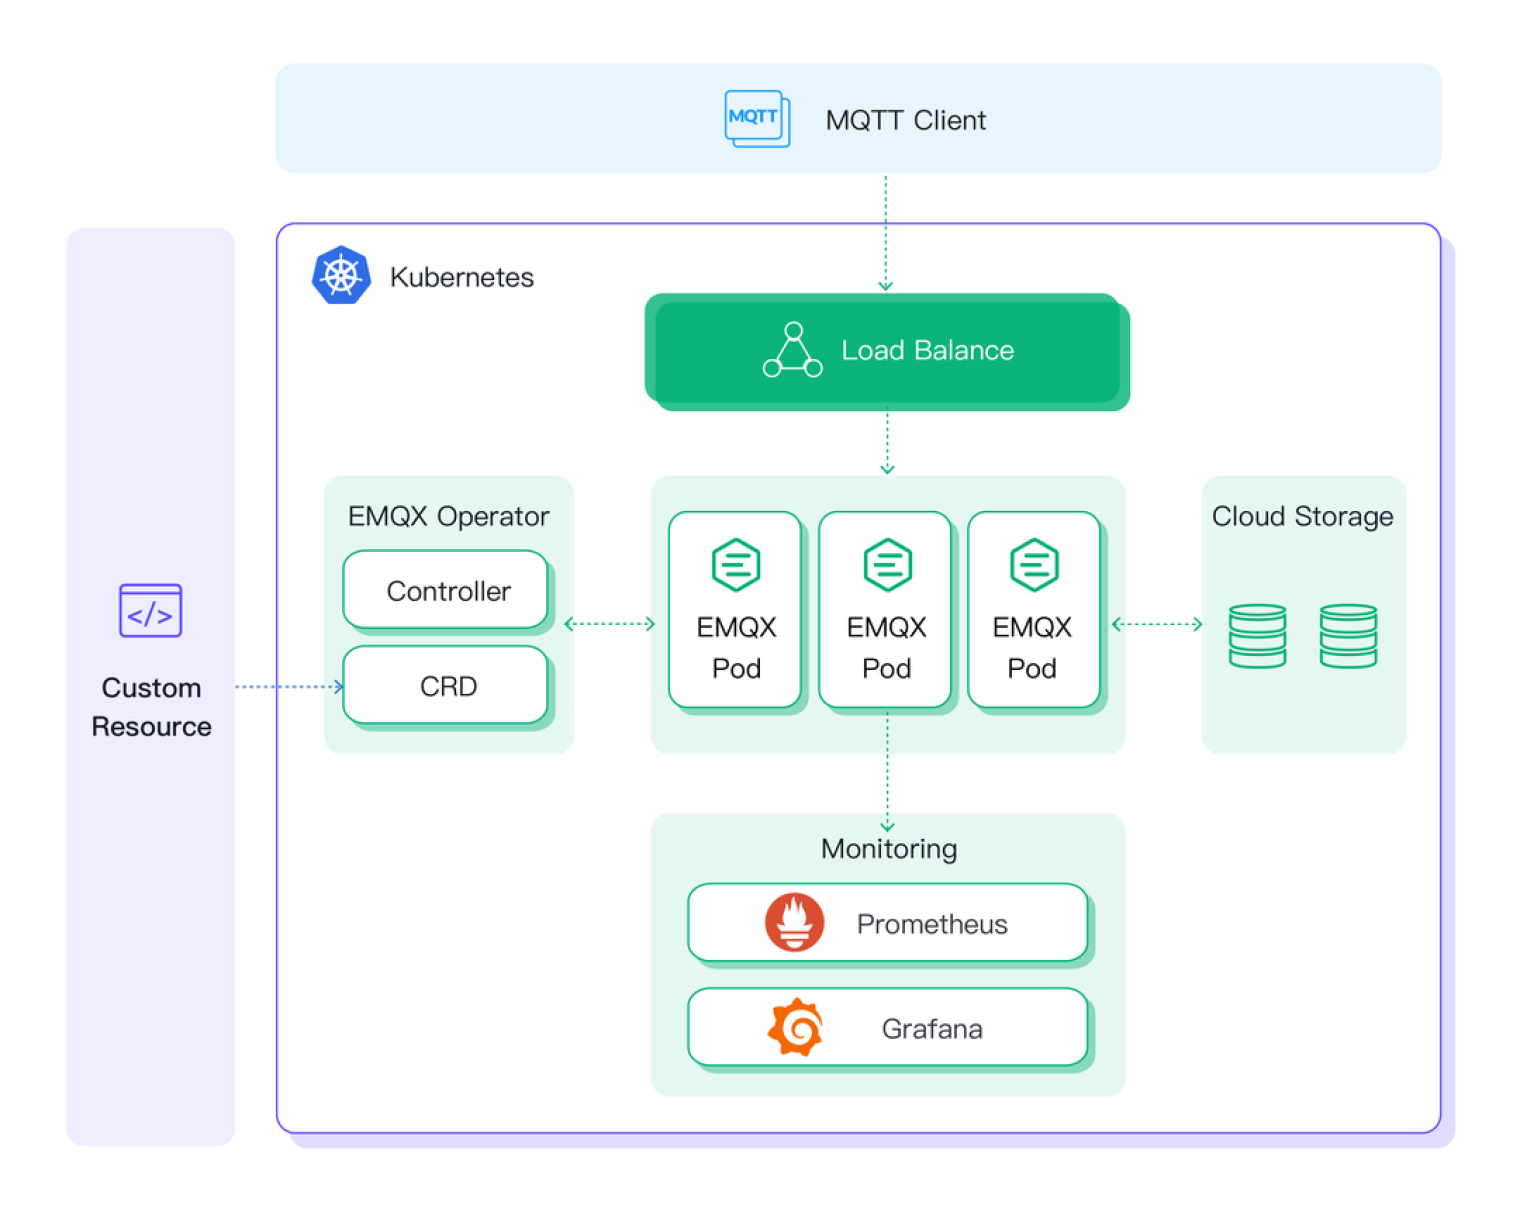 MQTT
MQTT Client
Kubernetes
Load Balance
EMQX Operator
Controller
CRD
EMQX
Pod
EMQX
Pod
EMQX
Pod
Cloud Storage
</>
Custom
Resource
Monitoring
Prometheus
Grafana